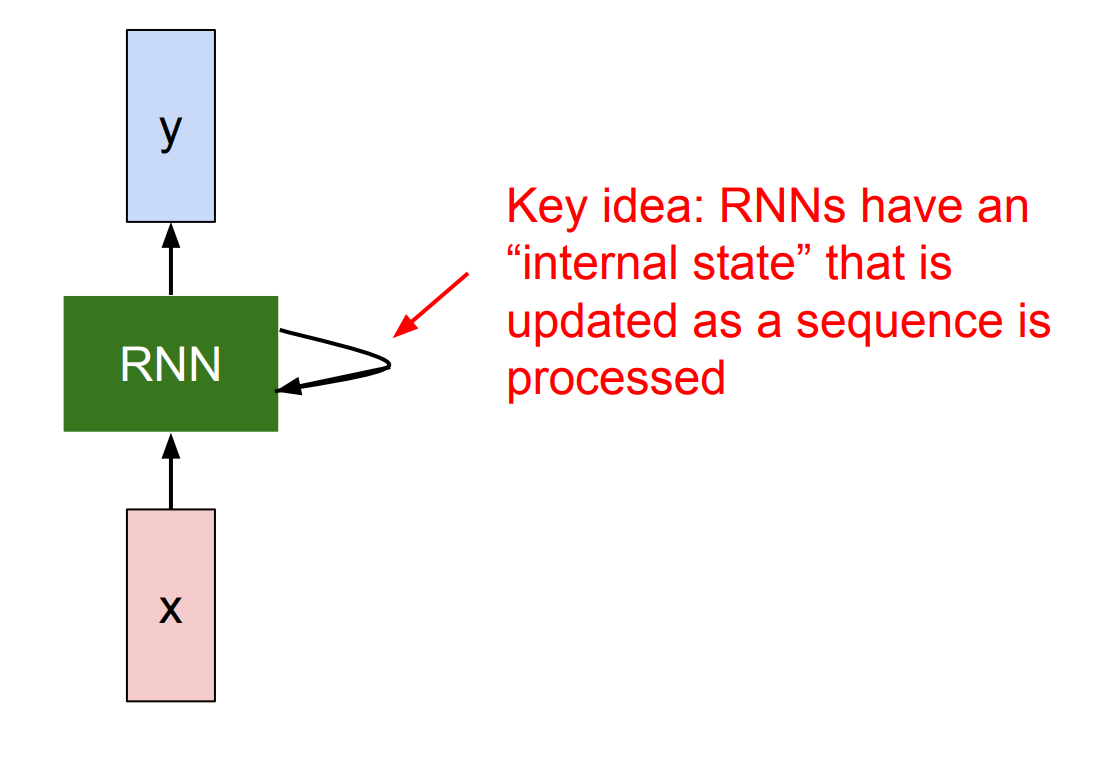 y
Key idea: RNNs have an
“internal state” that is
updated as a sequence is
processed
RNN
x